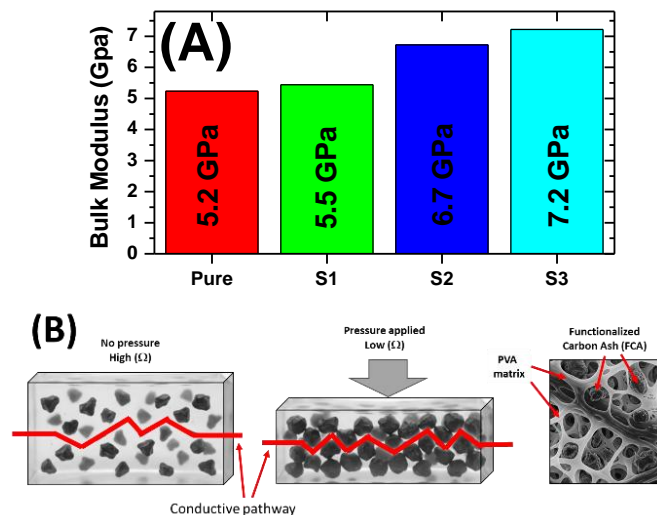 (A)
Bulk Modulus (Gpa)
7
6
5
4
3
2
1
0
5.2 GPa
5.5 GPa
6.7 GPa
7.2 GPa
Pure
S1
S2
S3
(B)
No pressure
High (Ω)
Pressure applied
Low (Ω)
Functionalized
Carbon Ash (FCA)
PVA
matrix
Conductive pathway